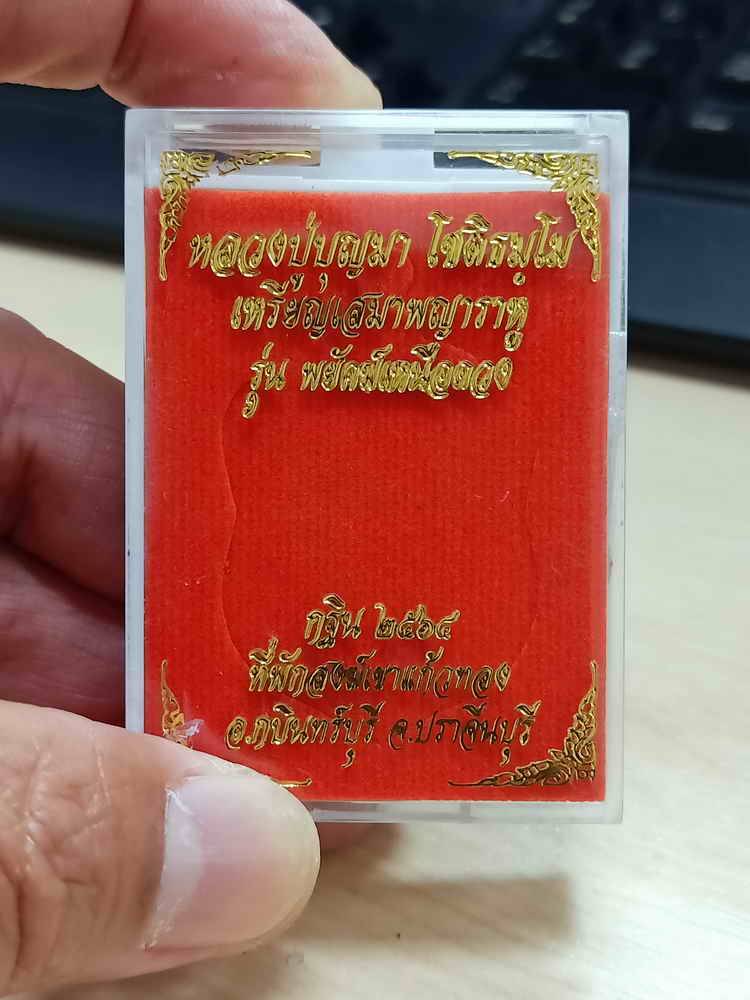 หลวงปู่บุญมา โชติธมฺโม
เหรียญเสมาพญาราหู
รุ่น พยัคฆ์เหนือดวง
กฐิน ๒๕๖๔
ที่พักสงฆ์เขาแก้วทอง
อ.กบินทร์บุรี จ.ปราจีนบุรี